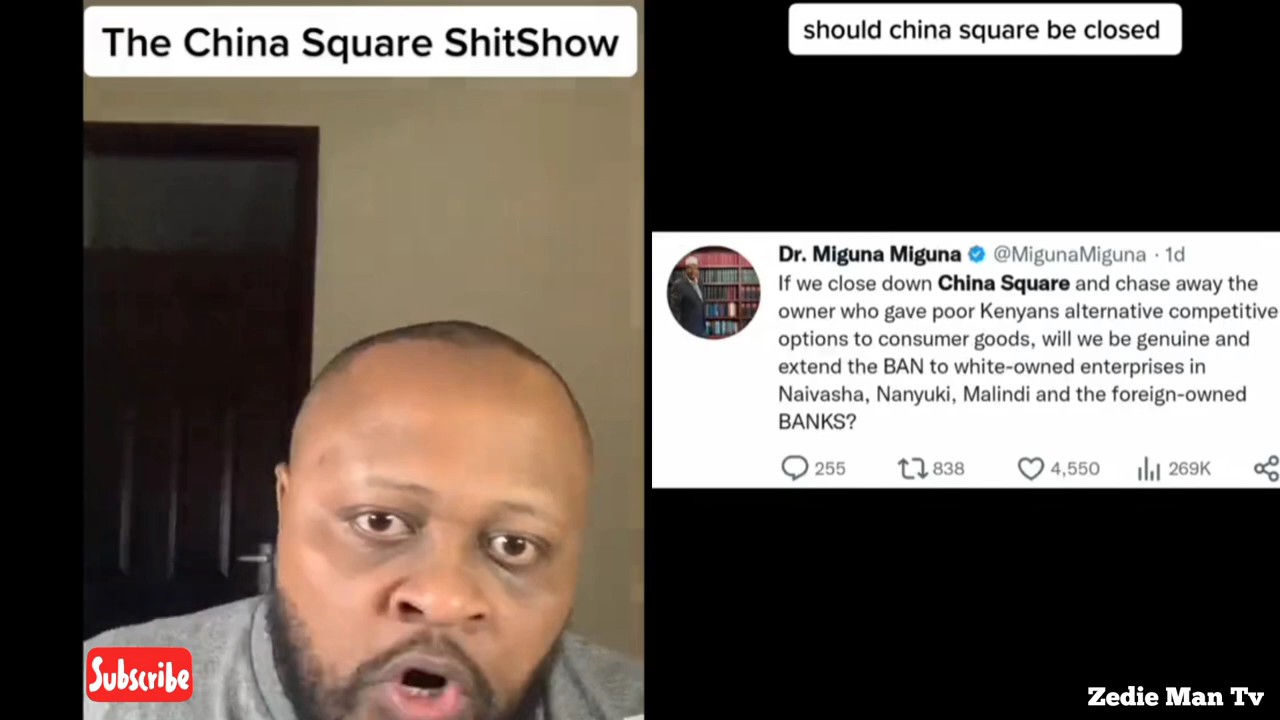 The China Square ShitShow
should china square be closed
Dr. Miguna Miguna @MigunaMiguna · 1d
If we close down China Square and chase away the
owner who gave poor Kenyans alternative competitive
options to consumer goods, will we be genuine and
extend the BAN to white-owned enterprises in
Naivasha, Nanyuki, Malindi and the foreign-owned
BANKS?
255 838 4,550 269K
Subscribe
Zedie Man Tv